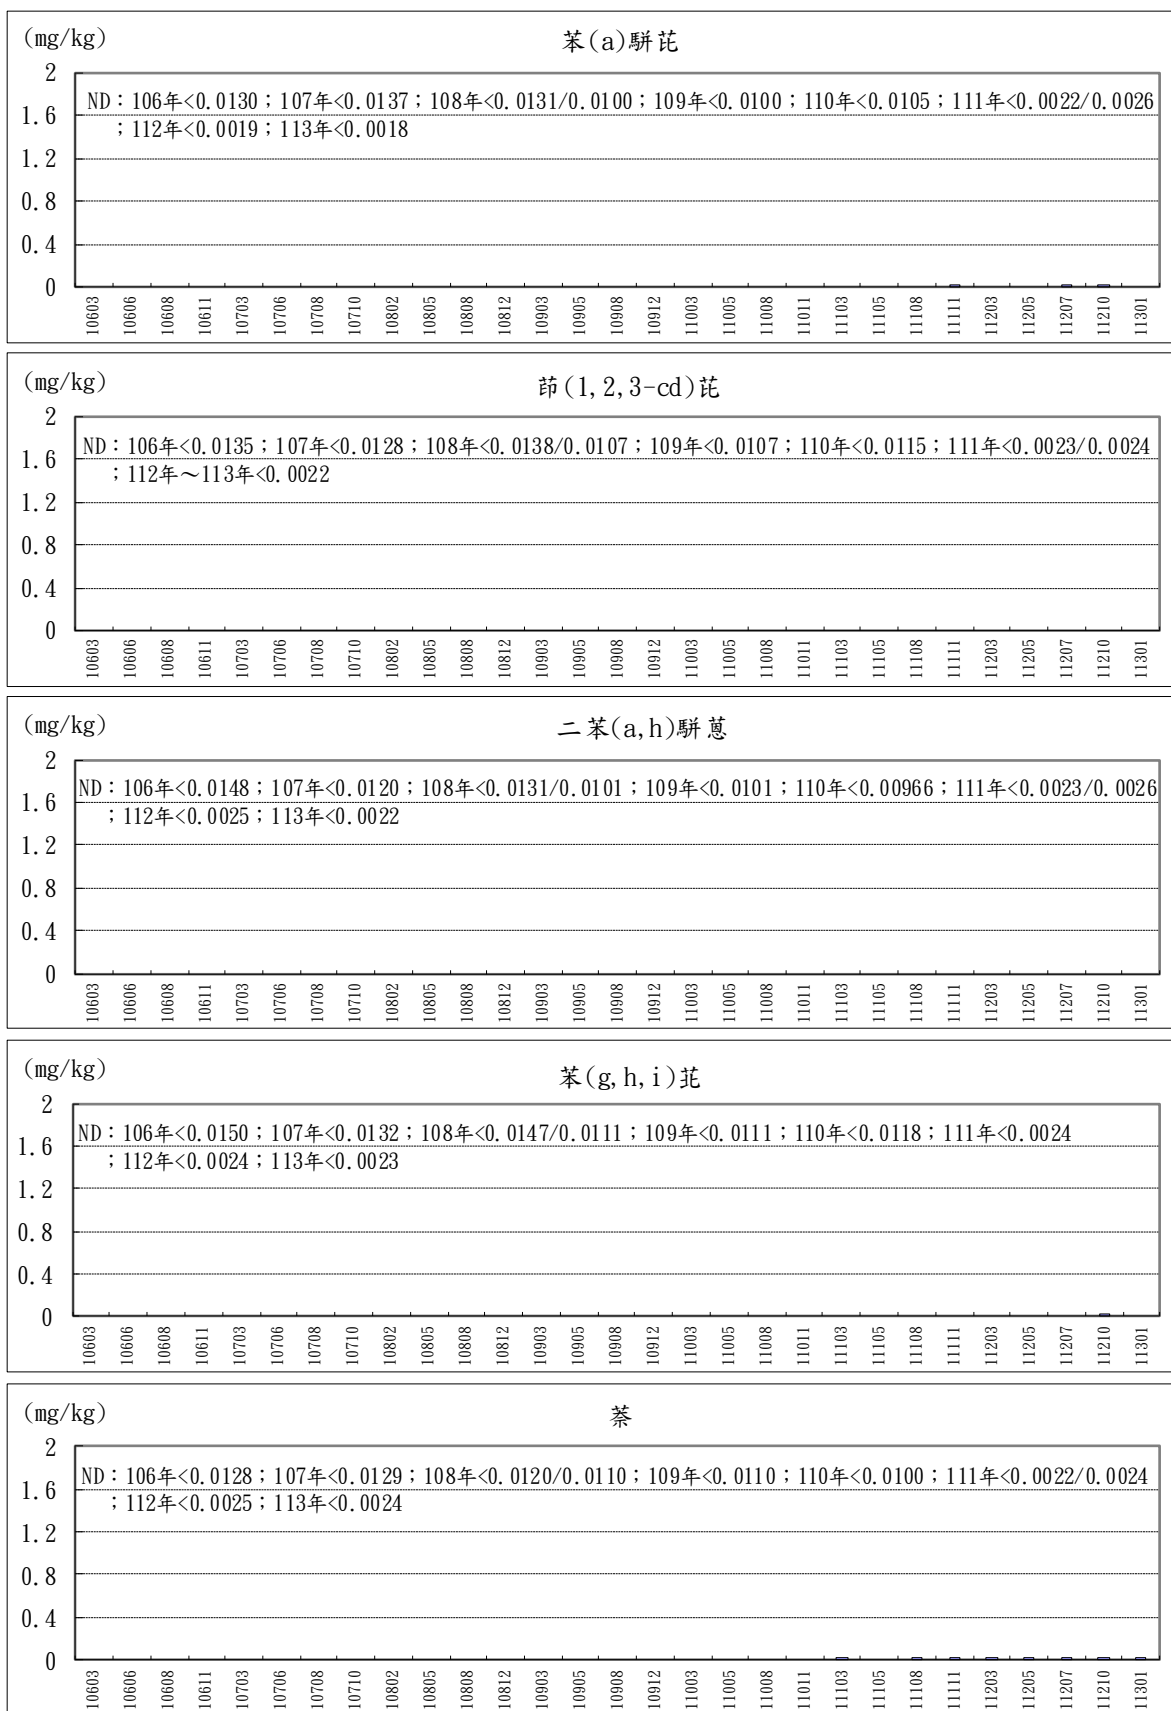 (mg/kg)
苯(a)駢芘
2
ND：106年<0.0130；107年<0.0137；108年<0.0131/0.0100；109年<0.0100；110年<0.0105；111年<0.0022/0.0026
；112年<0.0019；113年<0.0018
1.6
1.2
0.8
0.4
0
10603 10606 10608 10611 10703 10706 10708 10710 10802 10805 10808 10812 10903 10905 10908 10912 11003 11005 11008 11011 11103 11105 11108 11111 11203 11205 11207 11210 11301
(mg/kg)
茚(1,2,3-cd)芘
2
ND：106年<0.0135；107年<0.0128；108年<0.0138/0.0107；109年<0.0107；110年<0.0115；111年<0.0023/0.0024
1.6
；112年～113年<0.0022
1.2
0.8
0.4
0
10603 10606 10608 10611 10703 10706 10708 10710 10802 10805 10808 10812 10903 10905 10908 10912 11003 11005 11008 11011 11103 11105 11108 11111 11203 11205 11207 11210 11301
(mg/kg)
二苯(a,h)駢蒽
2
ND：106年<0.0148；107年<0.0120；108年<0.0131/0.0101；109年<0.0101；110年<0.00966；111年<0.0023/0.0026
1.6
；112年<0.0025；113年<0.0022
1.2
0.8
0.4
0
10603 10606 10608 10611 10703 10706 10708 10710 10802 10805 10808 10812 10903 10905 10908 10912 11003 11005 11008 11011 11103 11105 11108 11111 11203 11205 11207 11210 11301
(mg/kg)
苯(g,h,i)芘
2
ND：106年<0.0150；107年<0.0132；108年<0.0147/0.0111；109年<0.0111；110年<0.0118；111年<0.0024
1.6
；112年<0.0024；113年<0.0023
1.2
0.8
0.4
0
10603 10606 10608 10611 10703 10706 10708 10710 10802 10805 10808 10812 10903 10905 10908 10912 11003 11005 11008 11011 11103 11105 11108 11111 11203 11205 11207 11210 11301
(mg/kg)
萘
2
ND：106年<0.0128；107年<0.0129；108年<0.0120/0.0110；109年<0.0110；110年<0.0100；111年<0.0022/0.0024
1.6
；112年<0.0025；113年<0.0024
1.2
0.8
0.4
0
10603 10606 10608 10611 10703 10706 10708 10710 10802 10805 10808 10812 10903 10905 10908 10912 11003 11005 11008 11011 11103 11105 11108 11111 11203 11205 11207 11210 11301